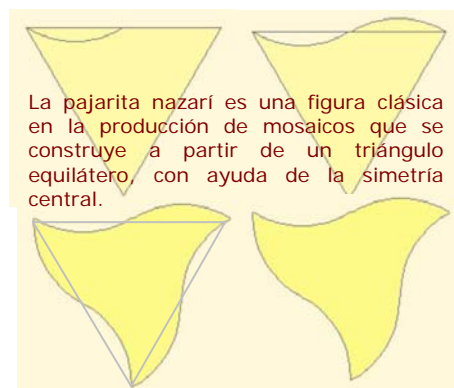 La pajarita nazarí es una figura clásica
en la producción de mosaicos que se
construye a partir de un triángulo
equilátero, con ayuda de la simetría
central.